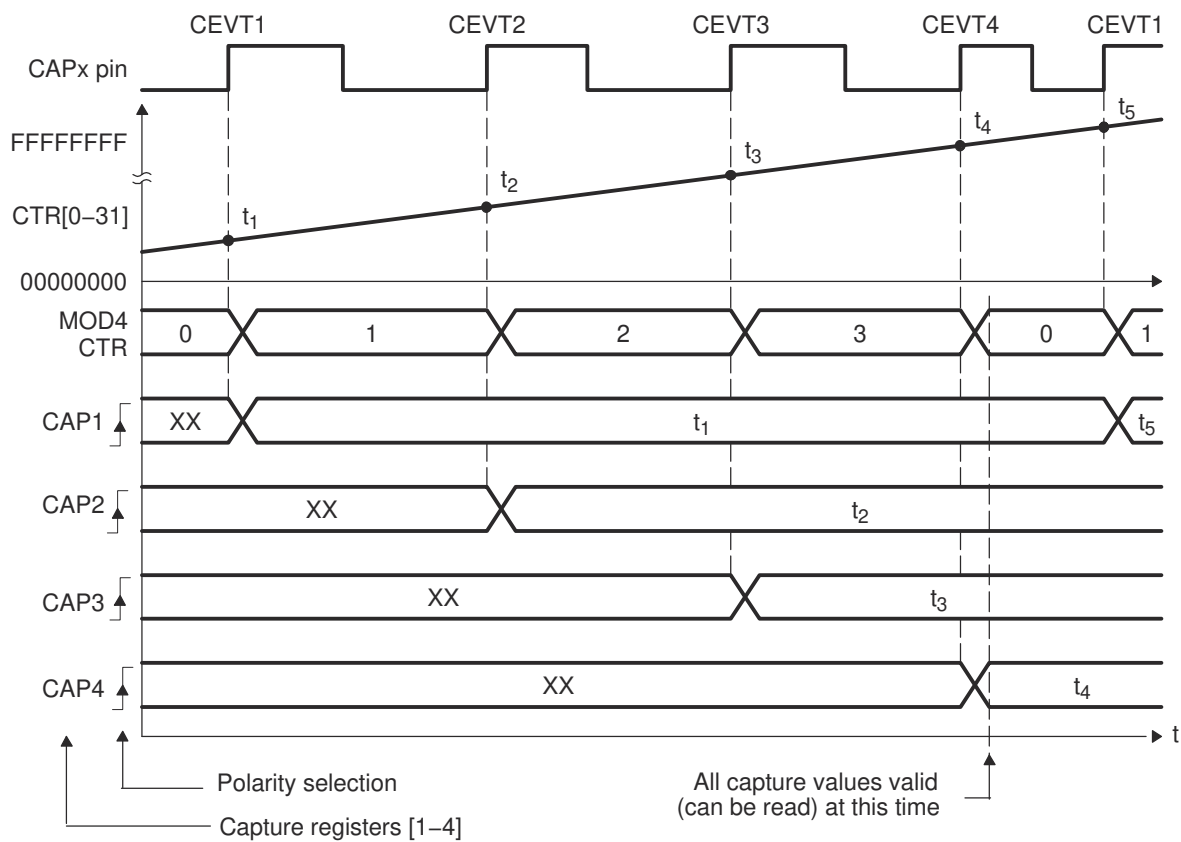 CEVT1 CEVT2 CEVT3 CEVT4 CEVT1
CAPx pin
t5
t4
FFFFFFFF
t3
t2
CTR[0−31]
t1
00000000
MOD4
CTR
0 1 2 3 0 1
CAP1 XX t1 t5
CAP2 XX t2
CAP3 XX t3
CAP4 XX t4
t
Polarity selection
All capture values valid
(can be read) at this time
Capture registers [1−4]